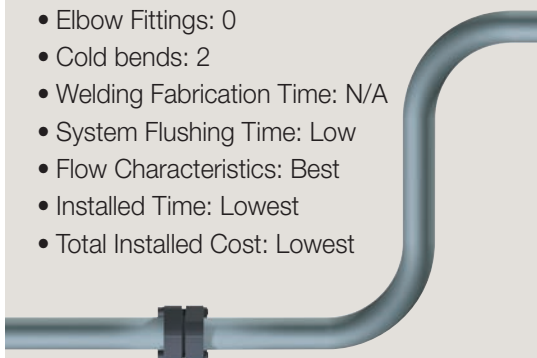 • Elbow Fittings: 0
• Cold bends: 2
• Welding Fabrication Time: N/A
• System Flushing Time: Low
• Flow Characteristics: Best
• Installed Time: Lowest
• Total Installed Cost: Lowest